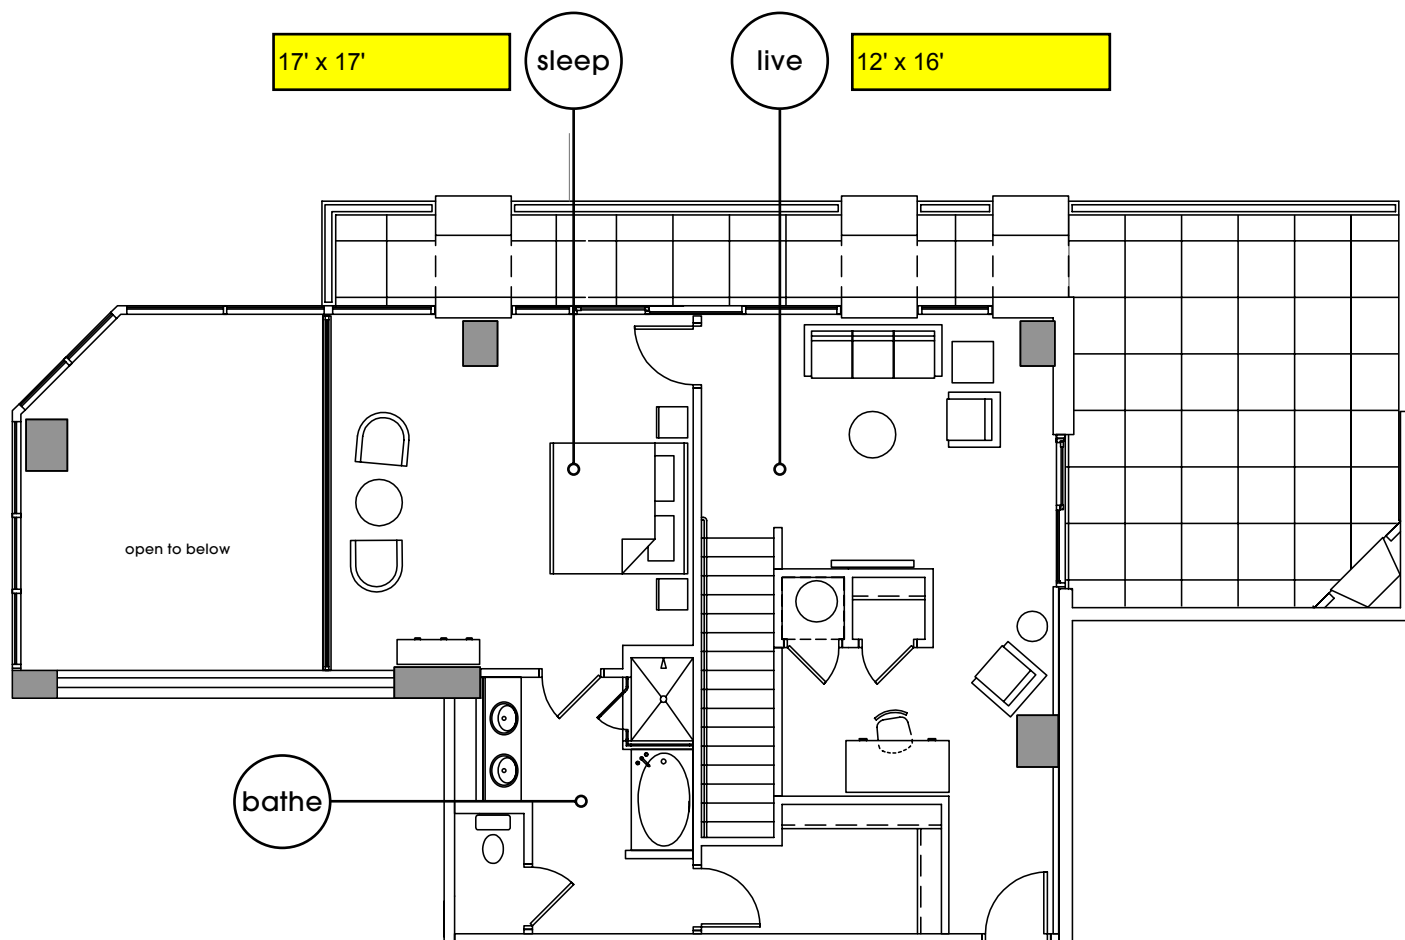 17' x 17'
sleep
live
12' x 16'
open to below
bathe